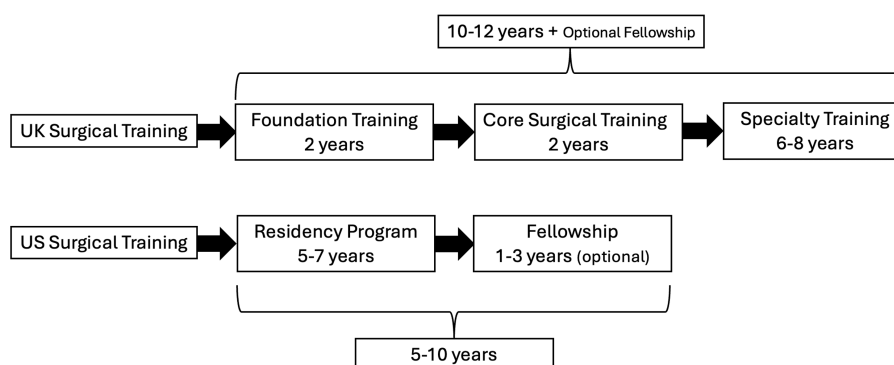 10-12 years + Optional Fellowship
UK Surgical Training
Foundation Training
2 years
Core Surgical Training
2 years
Specialty Training
6-8 years
US Surgical Training
Residency Program
5-7 years
Fellowship
1-3 years (optional)
5-10 years